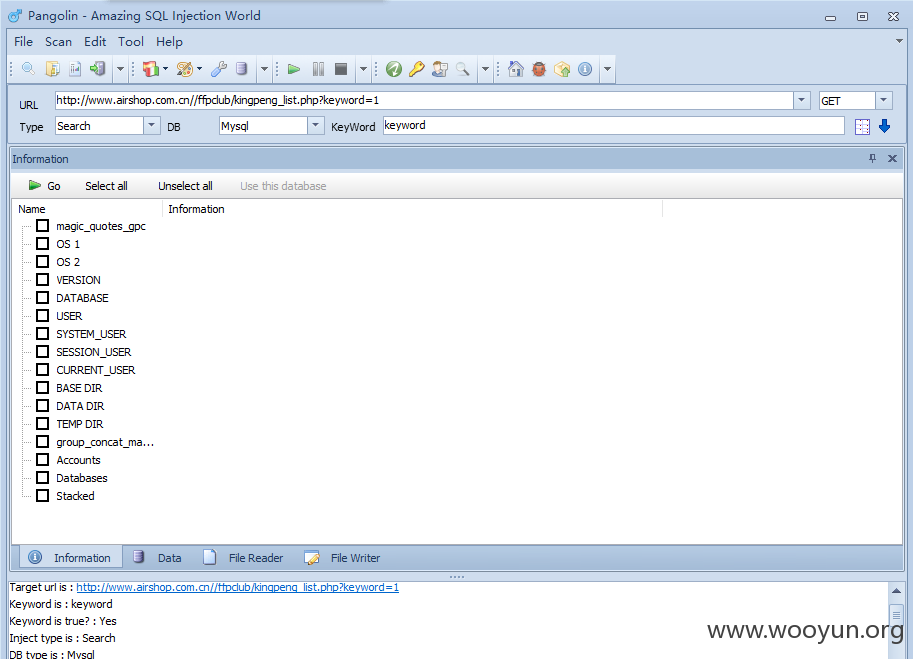 Pangolin - Amazing SQL Injection World
File Scan Edit Tool Help
URL http://www.airshop.com.cn//ffpclub/kingpeng_list.php?keyword=1 GET
Type Search DB Mysql KeyWord keyword
Information
Go Select all Unselect all Use this database
Name Information
magic_quotes_gpc
OS 1
OS 2
VERSION
DATABASE
USER
SYSTEM_USER
SESSION_USER
CURRENT_USER
BASE DIR
DATA DIR
TEMP DIR
group_concat_ma...
Accounts
Databases
Stacked
Information Data File Reader File Writer
Target url is : http://www.airshop.com.cn//ffpclub/kingpeng_list.php?keyword=1
Keyword is : keyword
Keyword is true? : Yes
Inject type is : Search
DB type is : Mysql
www.wooyun.org